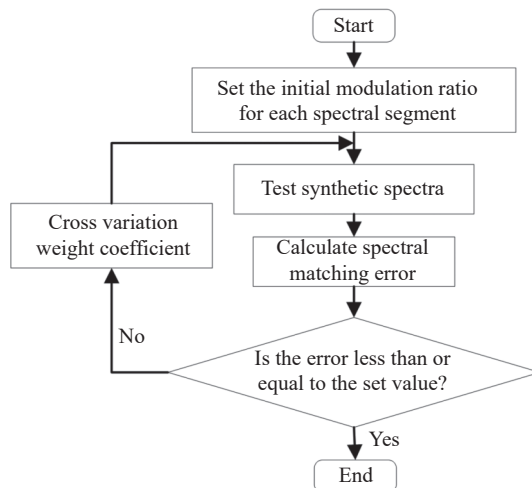 Start
Set the initial modulation ratio
for each spectral segment
Test synthetic spectra
Cross variation
weight coefficient
Calculate spectral
matching error
No
Is the error less than or
equal to the set value?
Yes
End